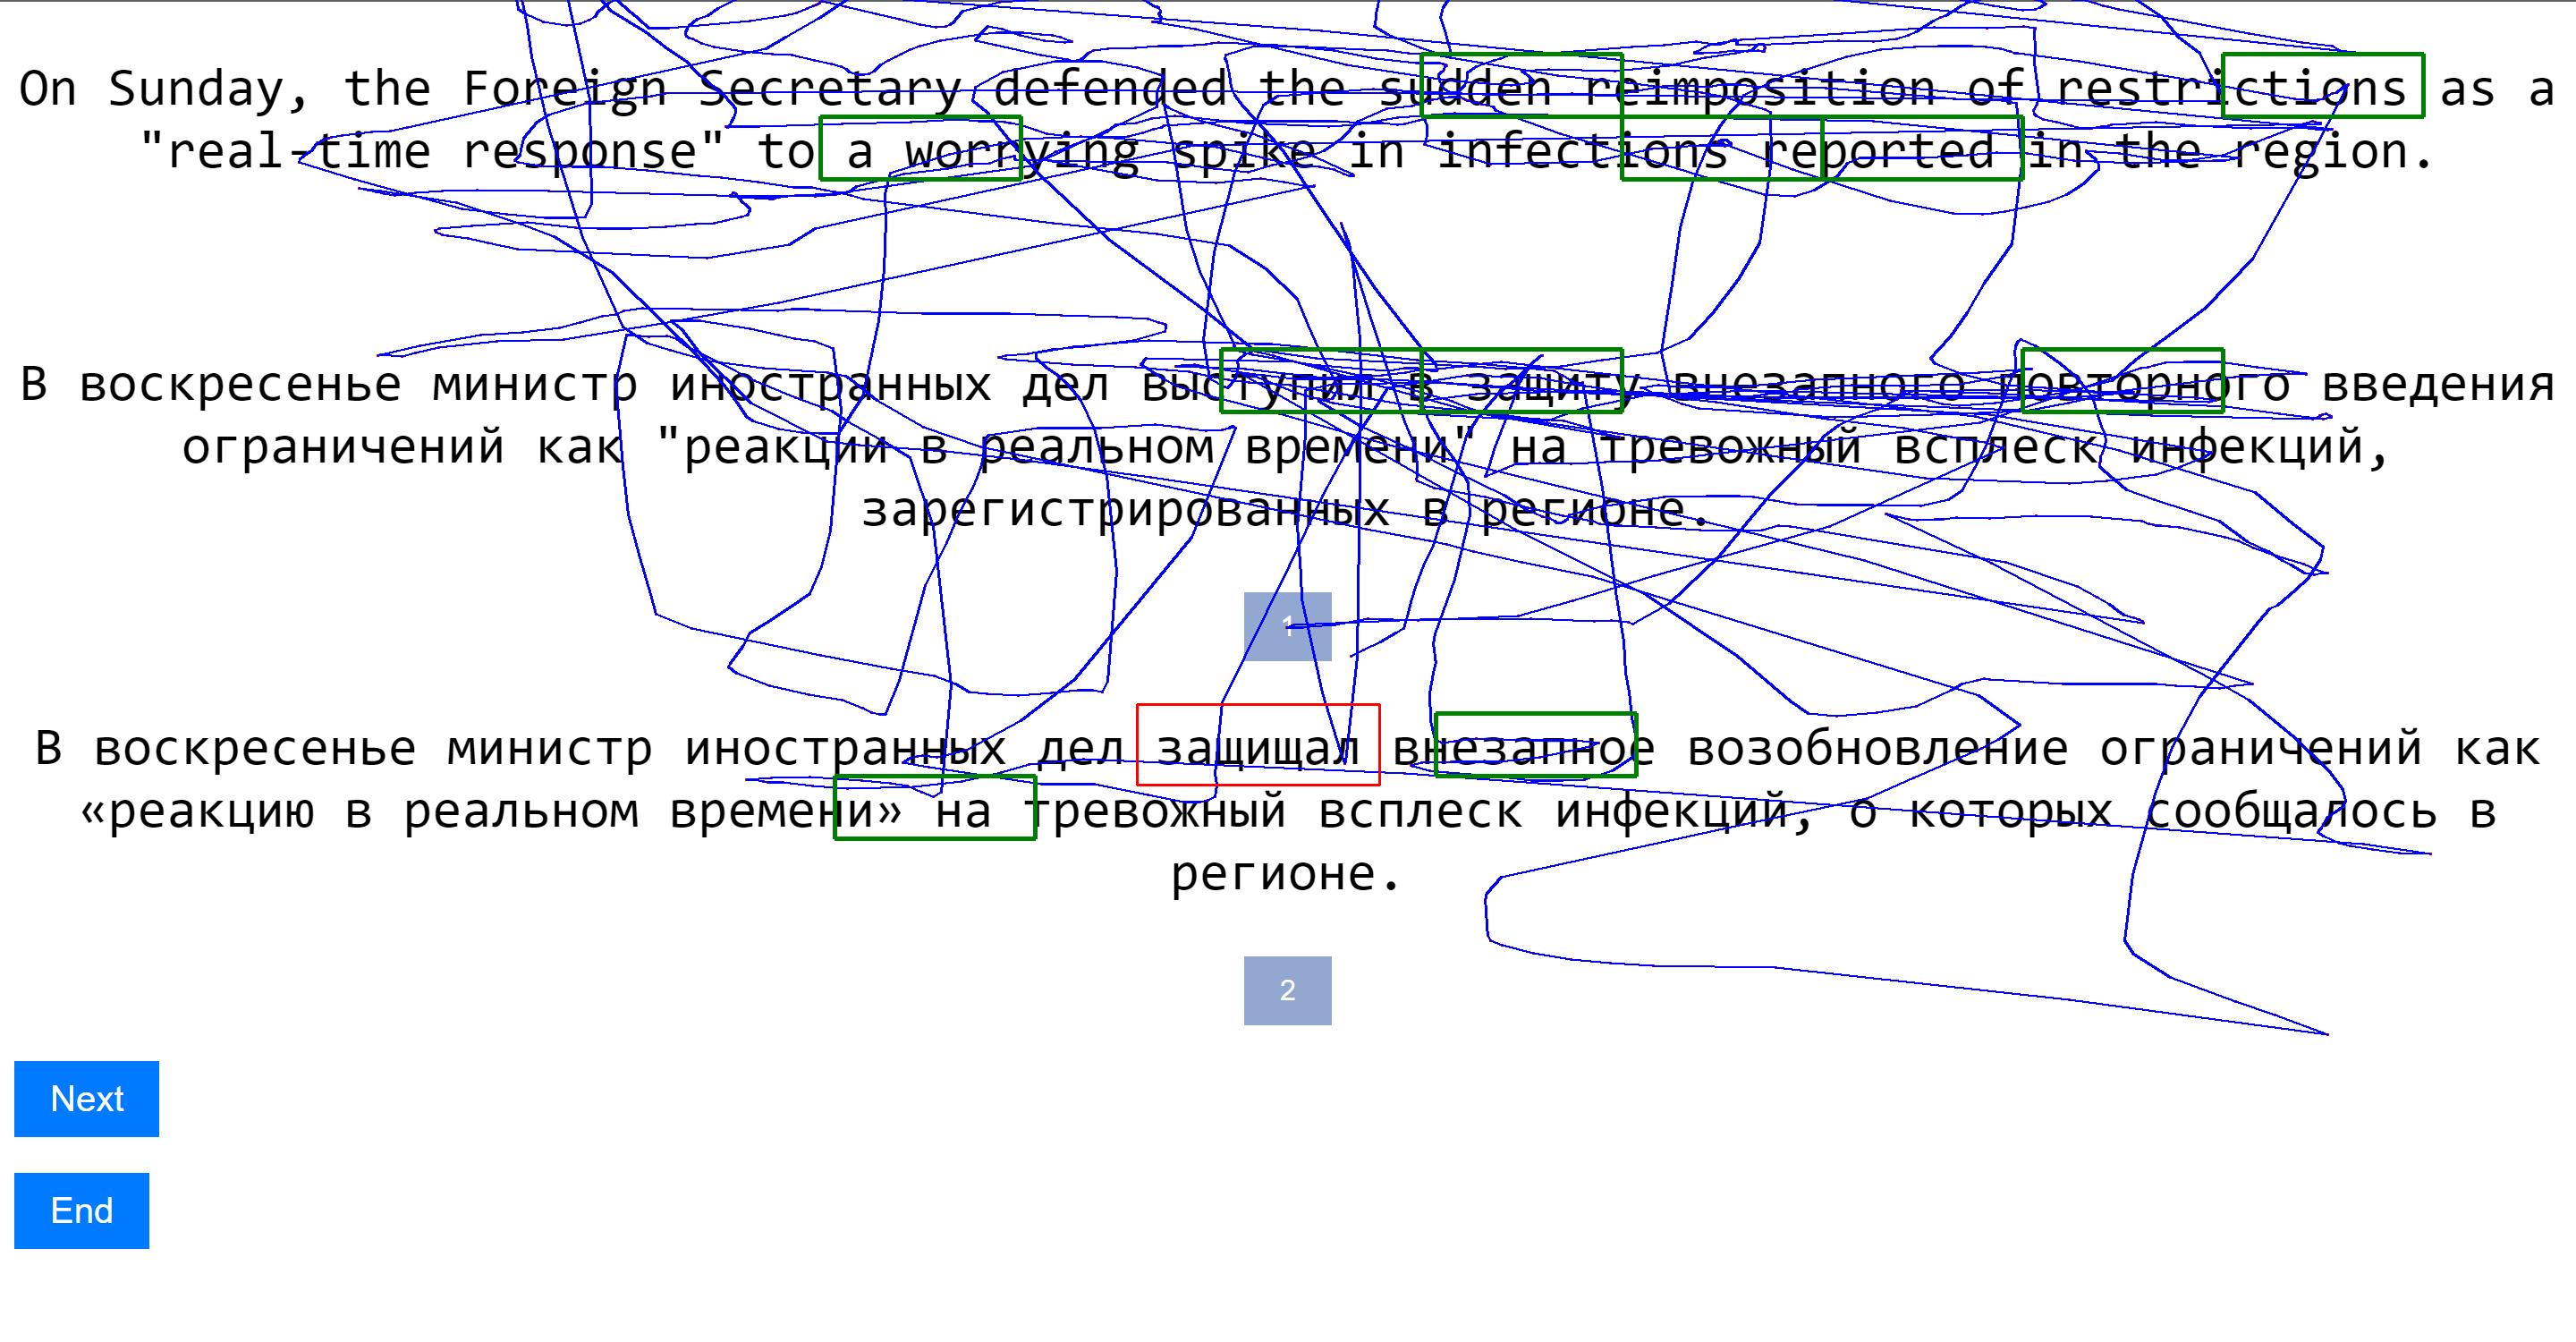 On Sunday, the Foreign Secretary defended the sudden reimposition of restrictions as a
"real-time response" to a worrying spike in infections reported in the region.
В воскресенье министр иностранных дел выступил в защиту внезапного повторного введения
ограничений как "реакции в реальном времени" на тревожный всплеск инфекций,
зарегистрированных в регионе.
1
В воскресенье министр иностранных дел защищал внезапное возобновление ограничений как
«реакцию в реальном времени» на тревожный всплеск инфекций, о которых сообщалось в
регионе.
2
Next
End